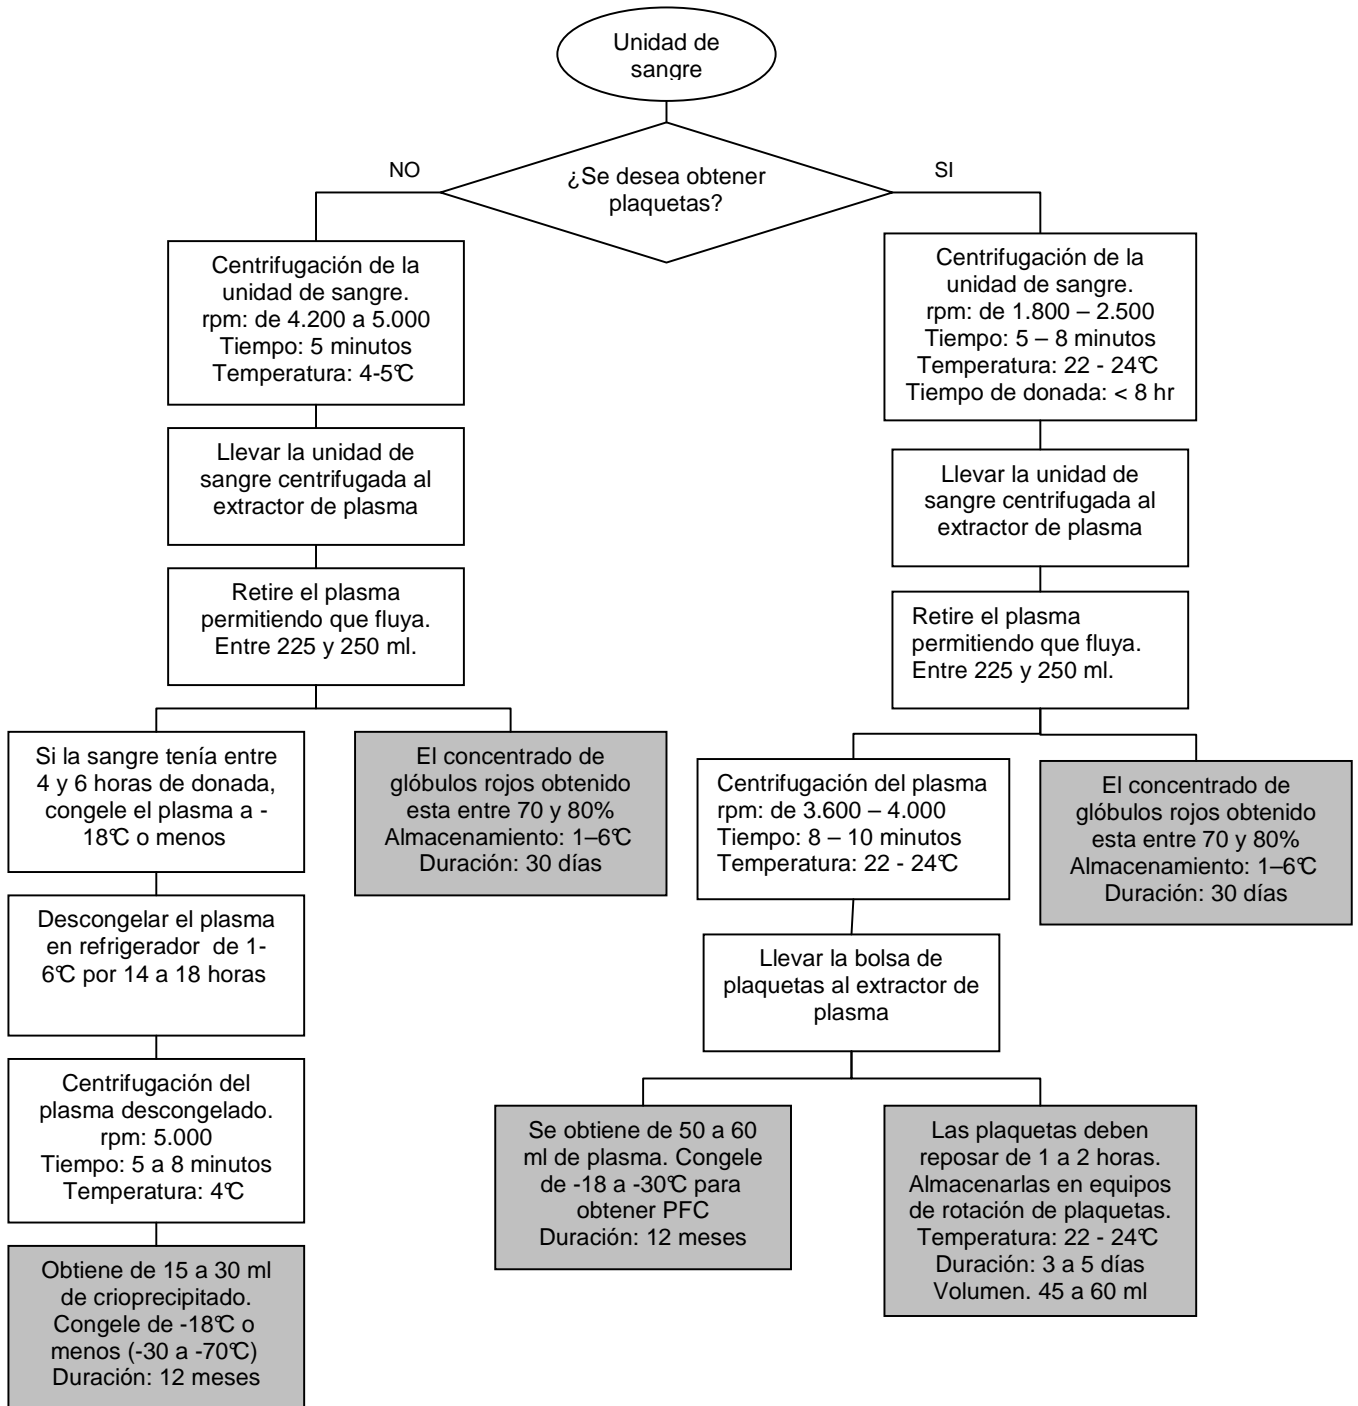 Unidad de
sangre
¿Se desea obtener
plaquetas?
NO
SI
Centrifugación de la
unidad de sangre.
rpm: de 4.200 a 5.000
Tiempo: 5 minutos
Temperatura: 4-5℃
Llevar la unidad de
sangre centrifugada al
extractor de plasma
Retire el plasma
permitiendo que fluya.
Entre 225 y 250 ml.
Si la sangre tenía entre
4 y 6 horas de donada,
congele el plasma a -
18℃ o menos
Descongelar el plasma
en refrigerador de 1-
6℃ por 14 a 18 horas
Centrifugación del
plasma descongelado.
rpm: 5.000
Tiempo: 5 a 8 minutos
Temperatura: 4℃
Obtiene de 15 a 30 ml
de crioprecipitado.
Congele de -18℃ o
menos (-30 a -70℃)
Duración: 12 meses
El concentrado de
glóbulos rojos obtenido
esta entre 70 y 80%
Almacenamiento: 1–6℃
Duración: 30 días
Centrifugación de la
unidad de sangre.
rpm: de 1.800 – 2.500
Tiempo: 5 – 8 minutos
Temperatura: 22 - 24℃
Tiempo de donada: < 8 hr
Llevar la unidad de
sangre centrifugada al
extractor de plasma
Retire el plasma
permitiendo que fluya.
Entre 225 y 250 ml.
Centrifugación del plasma
rpm: de 3.600 – 4.000
Tiempo: 8 – 10 minutos
Temperatura: 22 - 24℃
Llevar la bolsa de
plaquetas al extractor de
plasma
Se obtiene de 50 a 60
ml de plasma. Congele
de -18 a -30℃ para
obtener PFC
Duración: 12 meses
Las plaquetas deben
reposar de 1 a 2 horas.
Almacenarlas en equipos
de rotación de plaquetas.
Temperatura: 22 - 24℃
Duración: 3 a 5 días
Volumen. 45 a 60 ml
El concentrado de
glóbulos rojos obtenido
esta entre 70 y 80%
Almacenamiento: 1–6℃
Duración: 30 días